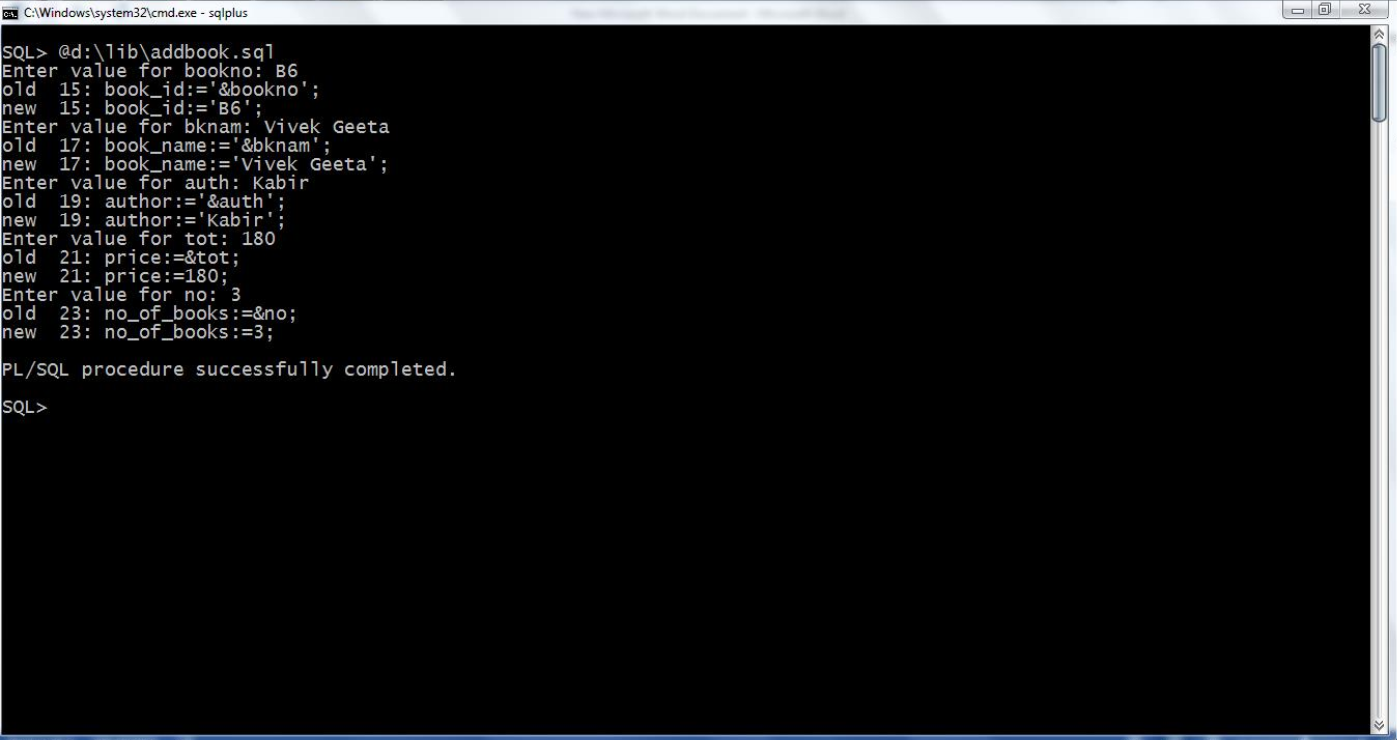 C:\Windows\system32\cmd.exe - sqlplus
SQL> @d:\lib\addbook.sql
Enter value for bookno: B6
old  15: book_id:='&bookno';
new  15: book_id:='B6';
Enter value for bknam: Vivek Geeta
old  17: book_name:='&bknam';
new  17: book_name:='Vivek Geeta';
Enter value for auth: Kabir
old  19: author:='&auth';
new  19: author:='Kabir';
Enter value for tot: 180
old  21: price:=&tot;
new  21: price:=180;
Enter value for no: 3
old  23: no_of_books:=&no;
new  23: no_of_books:=3;
PL/SQL procedure successfully completed.
SQL>